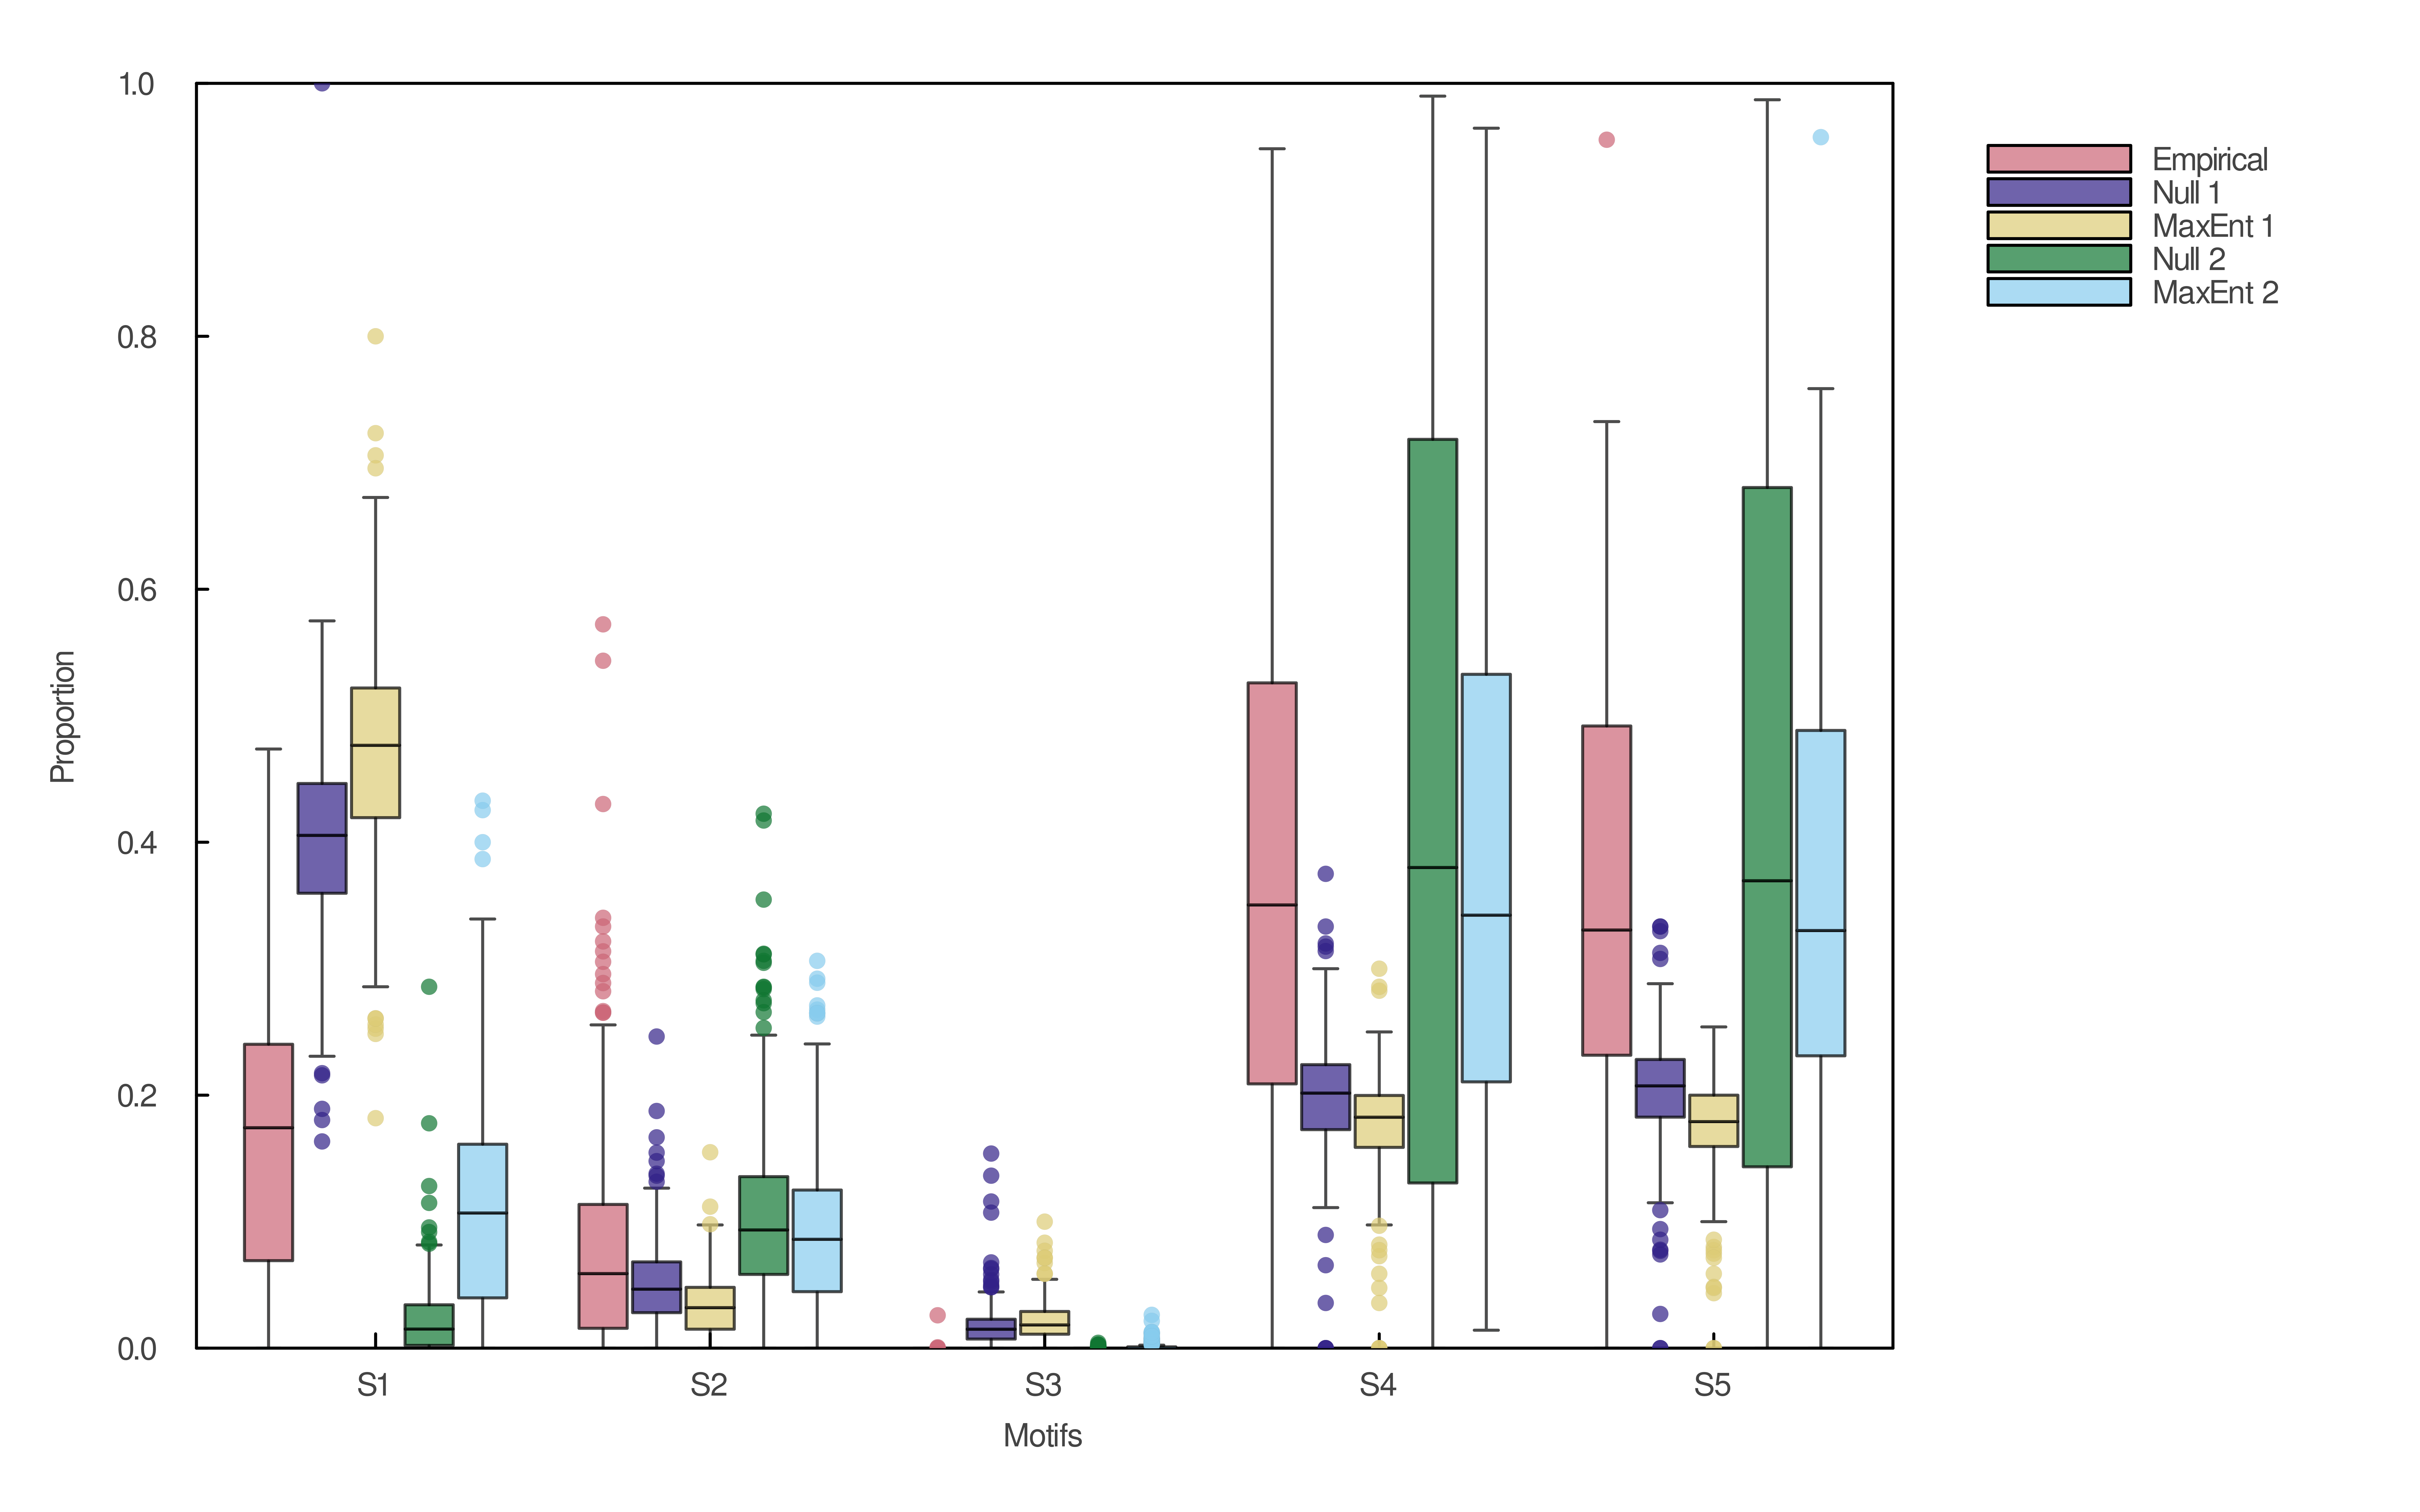 1.0
0.8
0.6
0.4
0.2
0.0
Proportion
S1 S2 S3 S4 S5
Motifs
Empirical
Null 1
MaxEnt 1
Null 2
MaxEnt 2